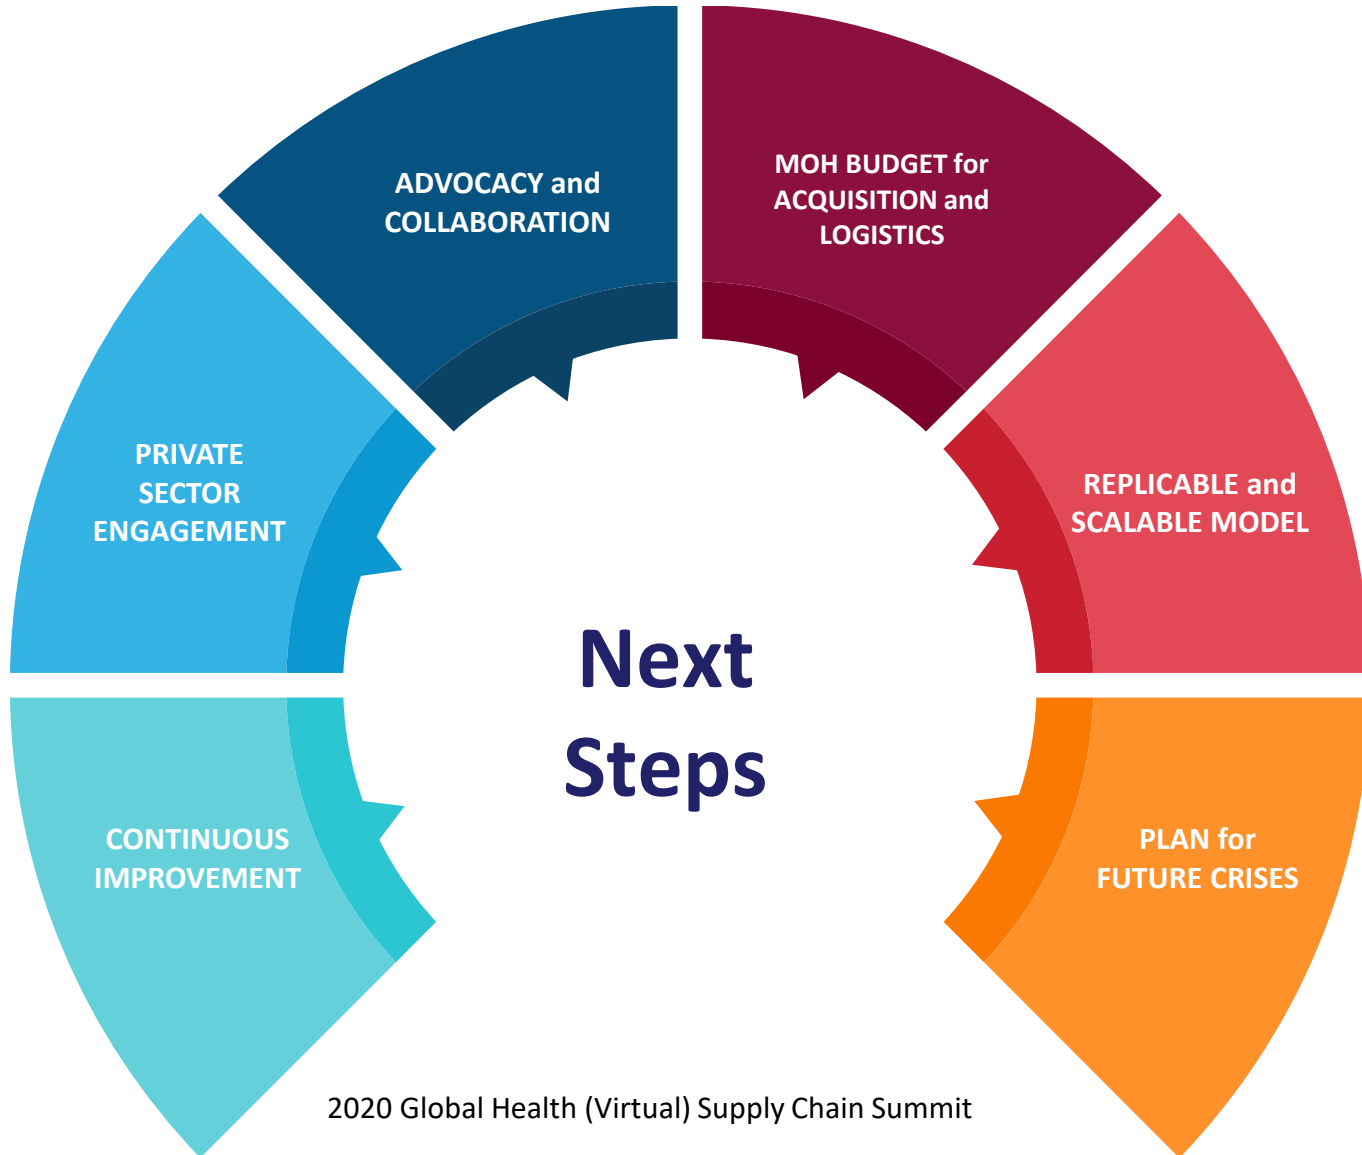 ADVOCACY and
COLLABORATION
MOH BUDGET for
ACQUISITION and
LOGISTICS
PRIVATE
SECTOR
ENGAGEMENT
REPLICABLE and
SCALABLE MODEL
Next
Steps
CONTINUOUS
IMPROVEMENT
PLAN for
FUTURE CRISES
2020 Global Health (Virtual) Supply Chain Summit